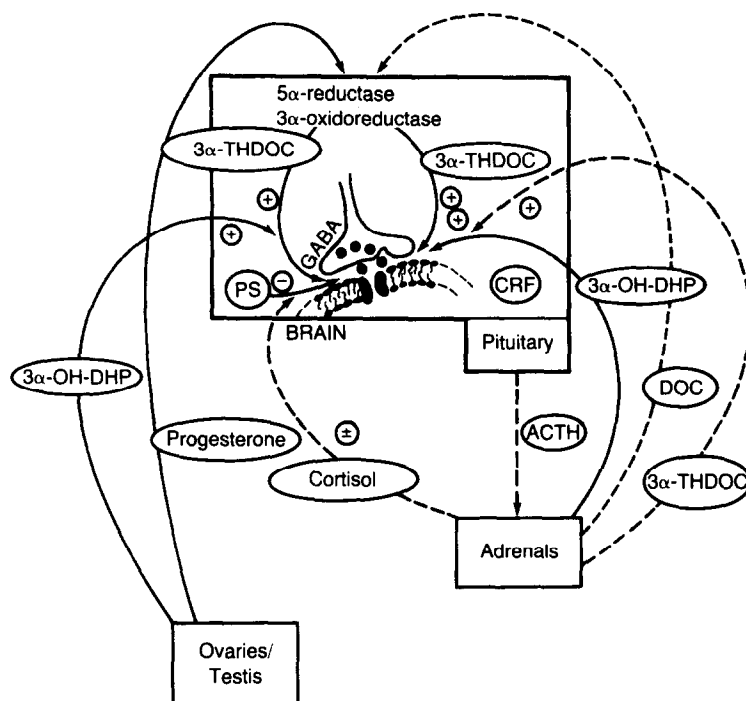 5α-reductase
3α-oxidoreductase
3α-THDOC
3α-THDOC
+
+
+
+
+
GABA
PS
−
CRF
3α-OH-DHP
BRAIN
Pituitary
3α-OH-DHP
DOC
Progesterone
±
ACTH
Cortisol
3α-THDOC
Adrenals
Ovaries/
Testis